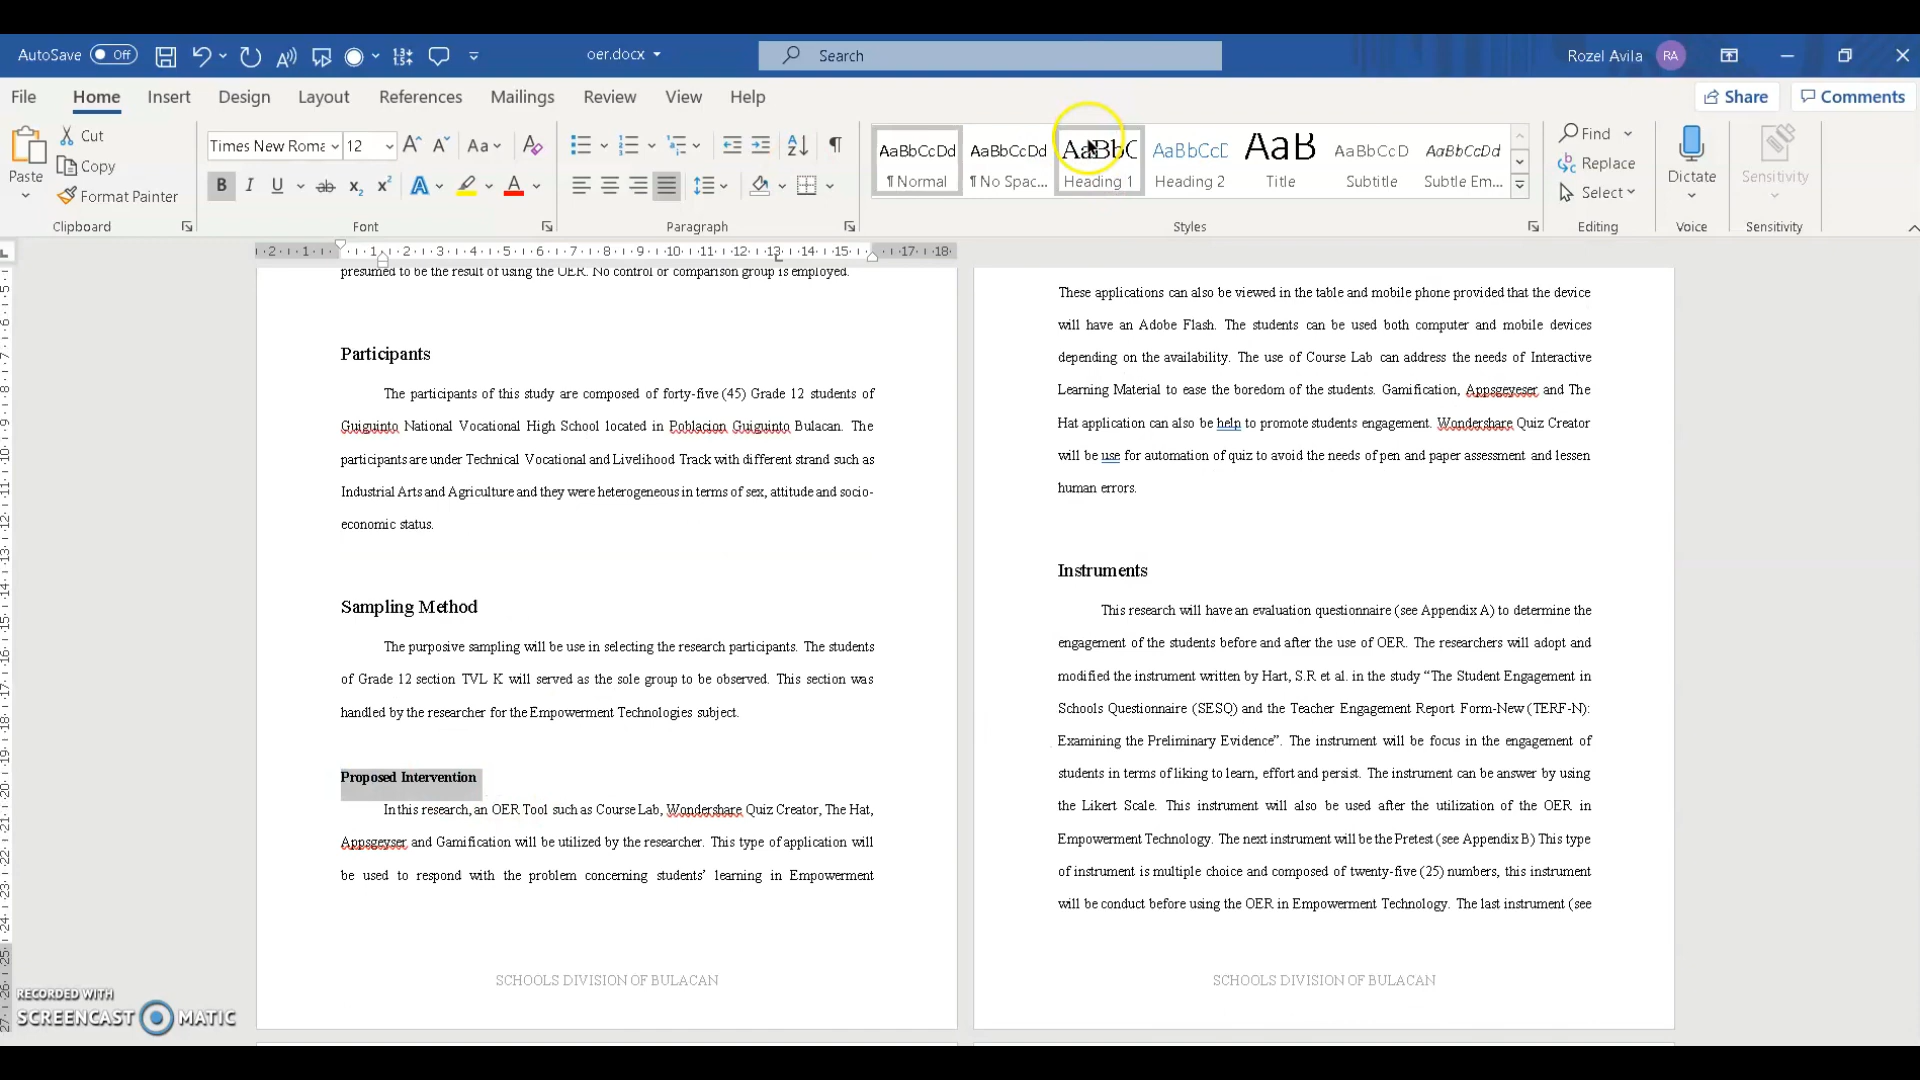 AutoSave Off oer.docx Search Rozel Avila RA
File Home Insert Design Layout References Mailings Review View Help Share Comments
Paste Cut Copy Format Painter
Times New Roma 12 Aa
B I U ab x₂ x² A A
AaBbCcDd AaBbCcDd AaBbC AaBbCcD AaB AaBbCcD AaBbCcDd
¶ Normal ¶ No Spac... Heading 1 Heading 2 Title Subtitle Subtle Em...
Find Replace Select
Dictate Sensitivity
Clipboard Font Paragraph Styles Editing Voice Sensitivity
presumed to be the result of using the OER. No control or comparison group is employed.
Participants
The participants of this study are composed of forty-five (45) Grade 12 students of
Guiguinto National Vocational High School located in Poblacion Guiguinto Bulacan. The
participants are under Technical Vocational and Livelihood Track with different strand such as
Industrial Arts and Agriculture and they were heterogeneous in terms of sex, attitude and socio-
economic status.
Sampling Method
The purposive sampling will be use in selecting the research participants. The students
of Grade 12 section TVL K will served as the sole group to be observed. This section was
handled by the researcher for the Empowerment Technologies subject.
Proposed Intervention
In this research, an OER Tool such as Course Lab, Wondershare Quiz Creator, The Hat,
Appsgeyser and Gamification will be utilized by the researcher. This type of application will
be used to respond with the problem concerning students’ learning in Empowerment
SCHOOLS DIVISION OF BULACAN
These applications can also be viewed in the table and mobile phone provided that the device
will have an Adobe Flash. The students can be used both computer and mobile devices
depending on the availability. The use of Course Lab can address the needs of Interactive
Learning Material to ease the boredom of the students. Gamification, Appsgeyeser and The
Hat application can also be help to promote students engagement. Wondershare Quiz Creator
will be use for automation of quiz to avoid the needs of pen and paper assessment and lessen
human errors.
Instruments
This research will have an evaluation questionnaire (see Appendix A) to determine the
engagement of the students before and after the use of OER. The researchers will adopt and
modified the instrument written by Hart, S.R et al. in the study “The Student Engagement in
Schools Questionnaire (SESQ) and the Teacher Engagement Report Form-New (TERF-N):
Examining the Preliminary Evidence”. The instrument will be focus in the engagement of
students in terms of liking to learn, effort and persist. The instrument can be answer by using
the Likert Scale. This instrument will also be used after the utilization of the OER in
Empowerment Technology. The next instrument will be the Pretest (see Appendix B) This type
of instrument is multiple choice and composed of twenty-five (25) numbers, this instrument
will be conduct before using the OER in Empowerment Technology. The last instrument (see
SCHOOLS DIVISION OF BULACAN
RECORDED WITH
SCREENCAST MATIC